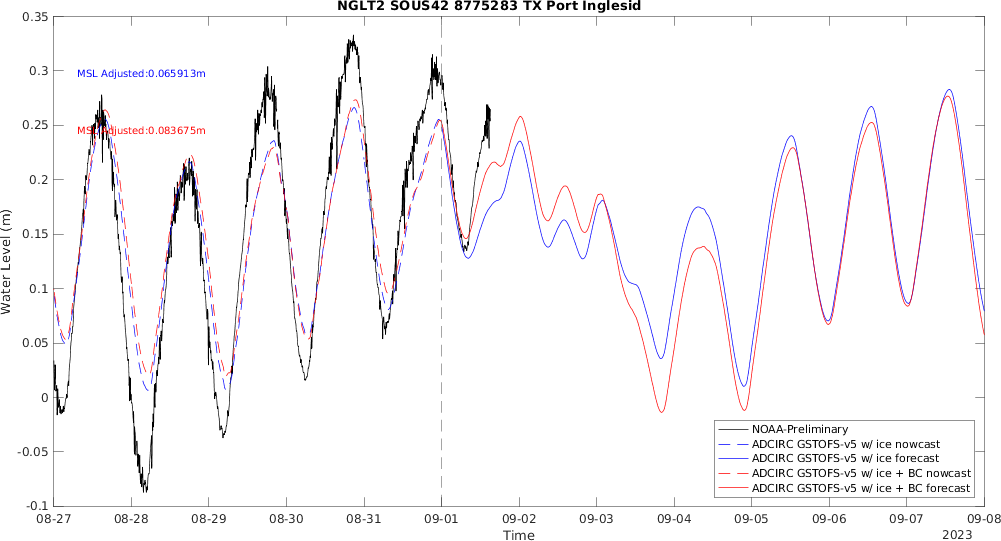 NGLT2 SOUS42 8775283 TX Port Inglesid
0.35
0.3
0.25
0.2
0.15
0.1
0.05
0
-0.05
-0.1
Water Level (m)
MSL Adjusted:0.065913m
MSL Adjusted:0.083675m
NOAA-Preliminary
ADCIRC GSTOFS-v5 w/ ice nowcast
ADCIRC GSTOFS-v5 w/ ice forecast
ADCIRC GSTOFS-v5 w/ ice + BC nowcast
ADCIRC GSTOFS-v5 w/ ice + BC forecast
08-27 08-28 08-29 08-30 08-31 09-01 09-02 09-03 09-04 09-05 09-06 09-07 09-08
Time
2023